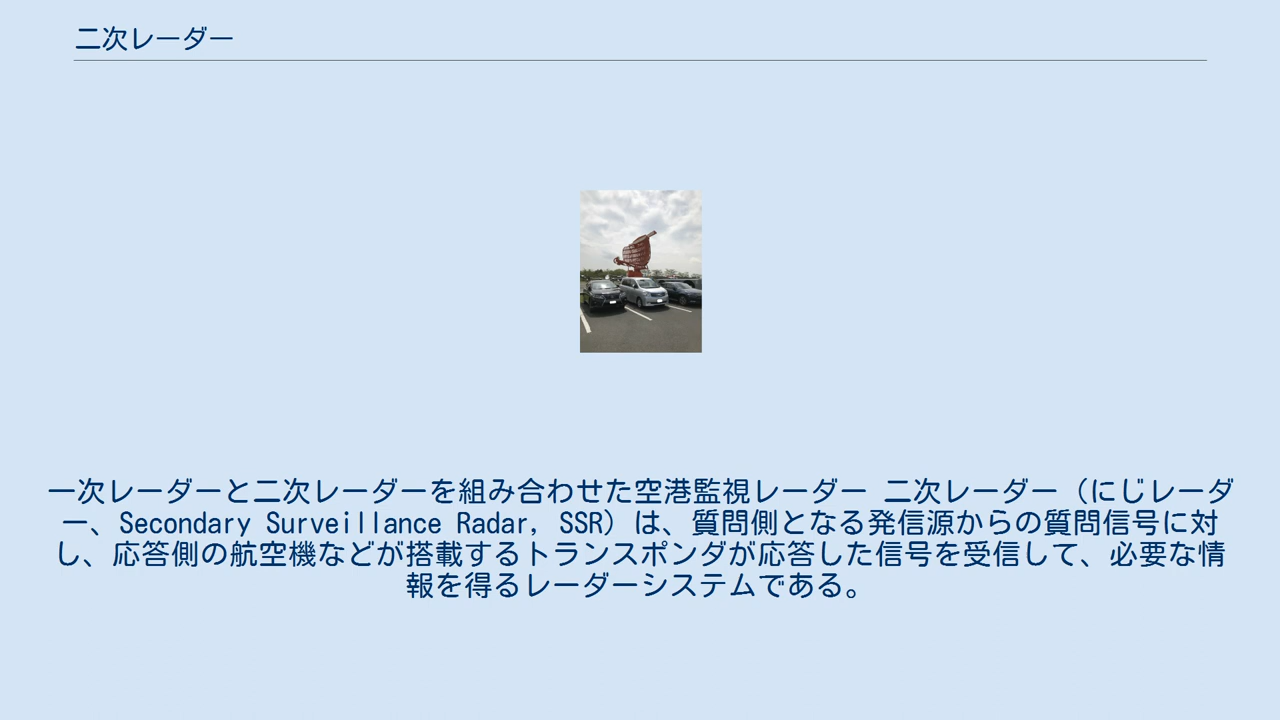 二次レーダー
一次レーダーと二次レーダーを組み合わせた空港監視レーダー 二次レーダー（にじレーダ
ー、Secondary Surveillance Radar, SSR）は、質問側となる発信源からの質問信号に対
し、応答側の航空機などが搭載するトランスポンダが応答した信号を受信して、必要な情
報を得るレーダーシステムである。